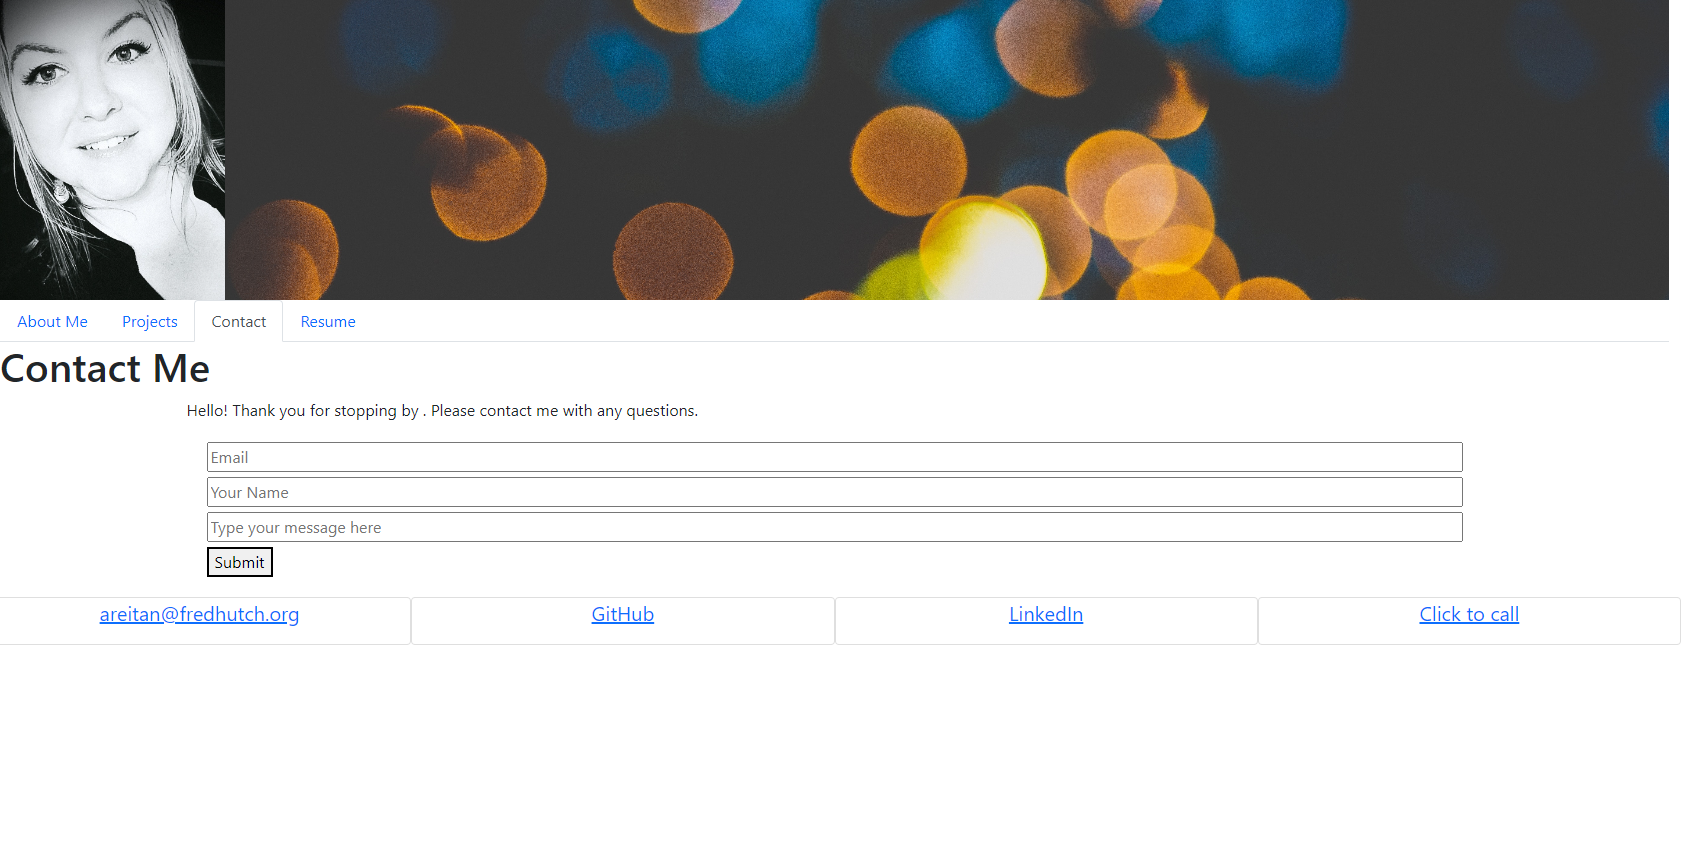 About Me Projects Contact Resume
Contact Me
Hello! Thank you for stopping by . Please contact me with any questions.
Email
Your Name
Type your message here
Submit
areitan@fredhutch.org GitHub LinkedIn Click to call